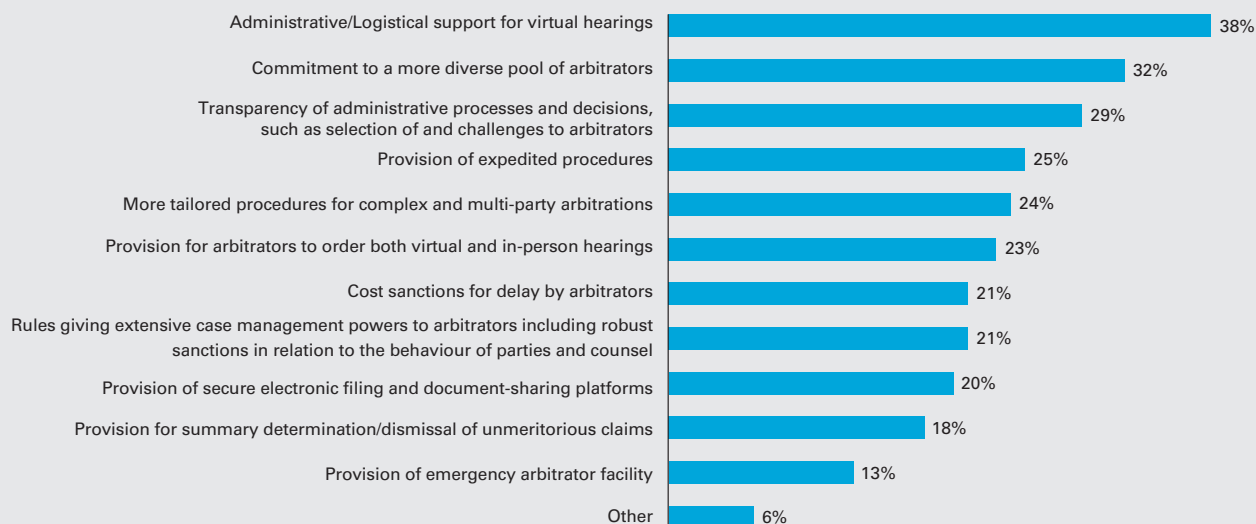 Administrative/Logistical support for virtual hearings 38%
Commitment to a more diverse pool of arbitrators 32%
Transparency of administrative processes and decisions,
such as selection of and challenges to arbitrators 29%
Provision of expedited procedures 25%
More tailored procedures for complex and multi-party arbitrations 24%
Provision for arbitrators to order both virtual and in-person hearings 23%
Cost sanctions for delay by arbitrators 21%
Rules giving extensive case management powers to arbitrators including robust
sanctions in relation to the behaviour of parties and counsel 21%
Provision of secure electronic filing and document-sharing platforms 20%
Provision for summary determination/dismissal of unmeritorious claims 18%
Provision of emergency arbitrator facility 13%
Other 6%